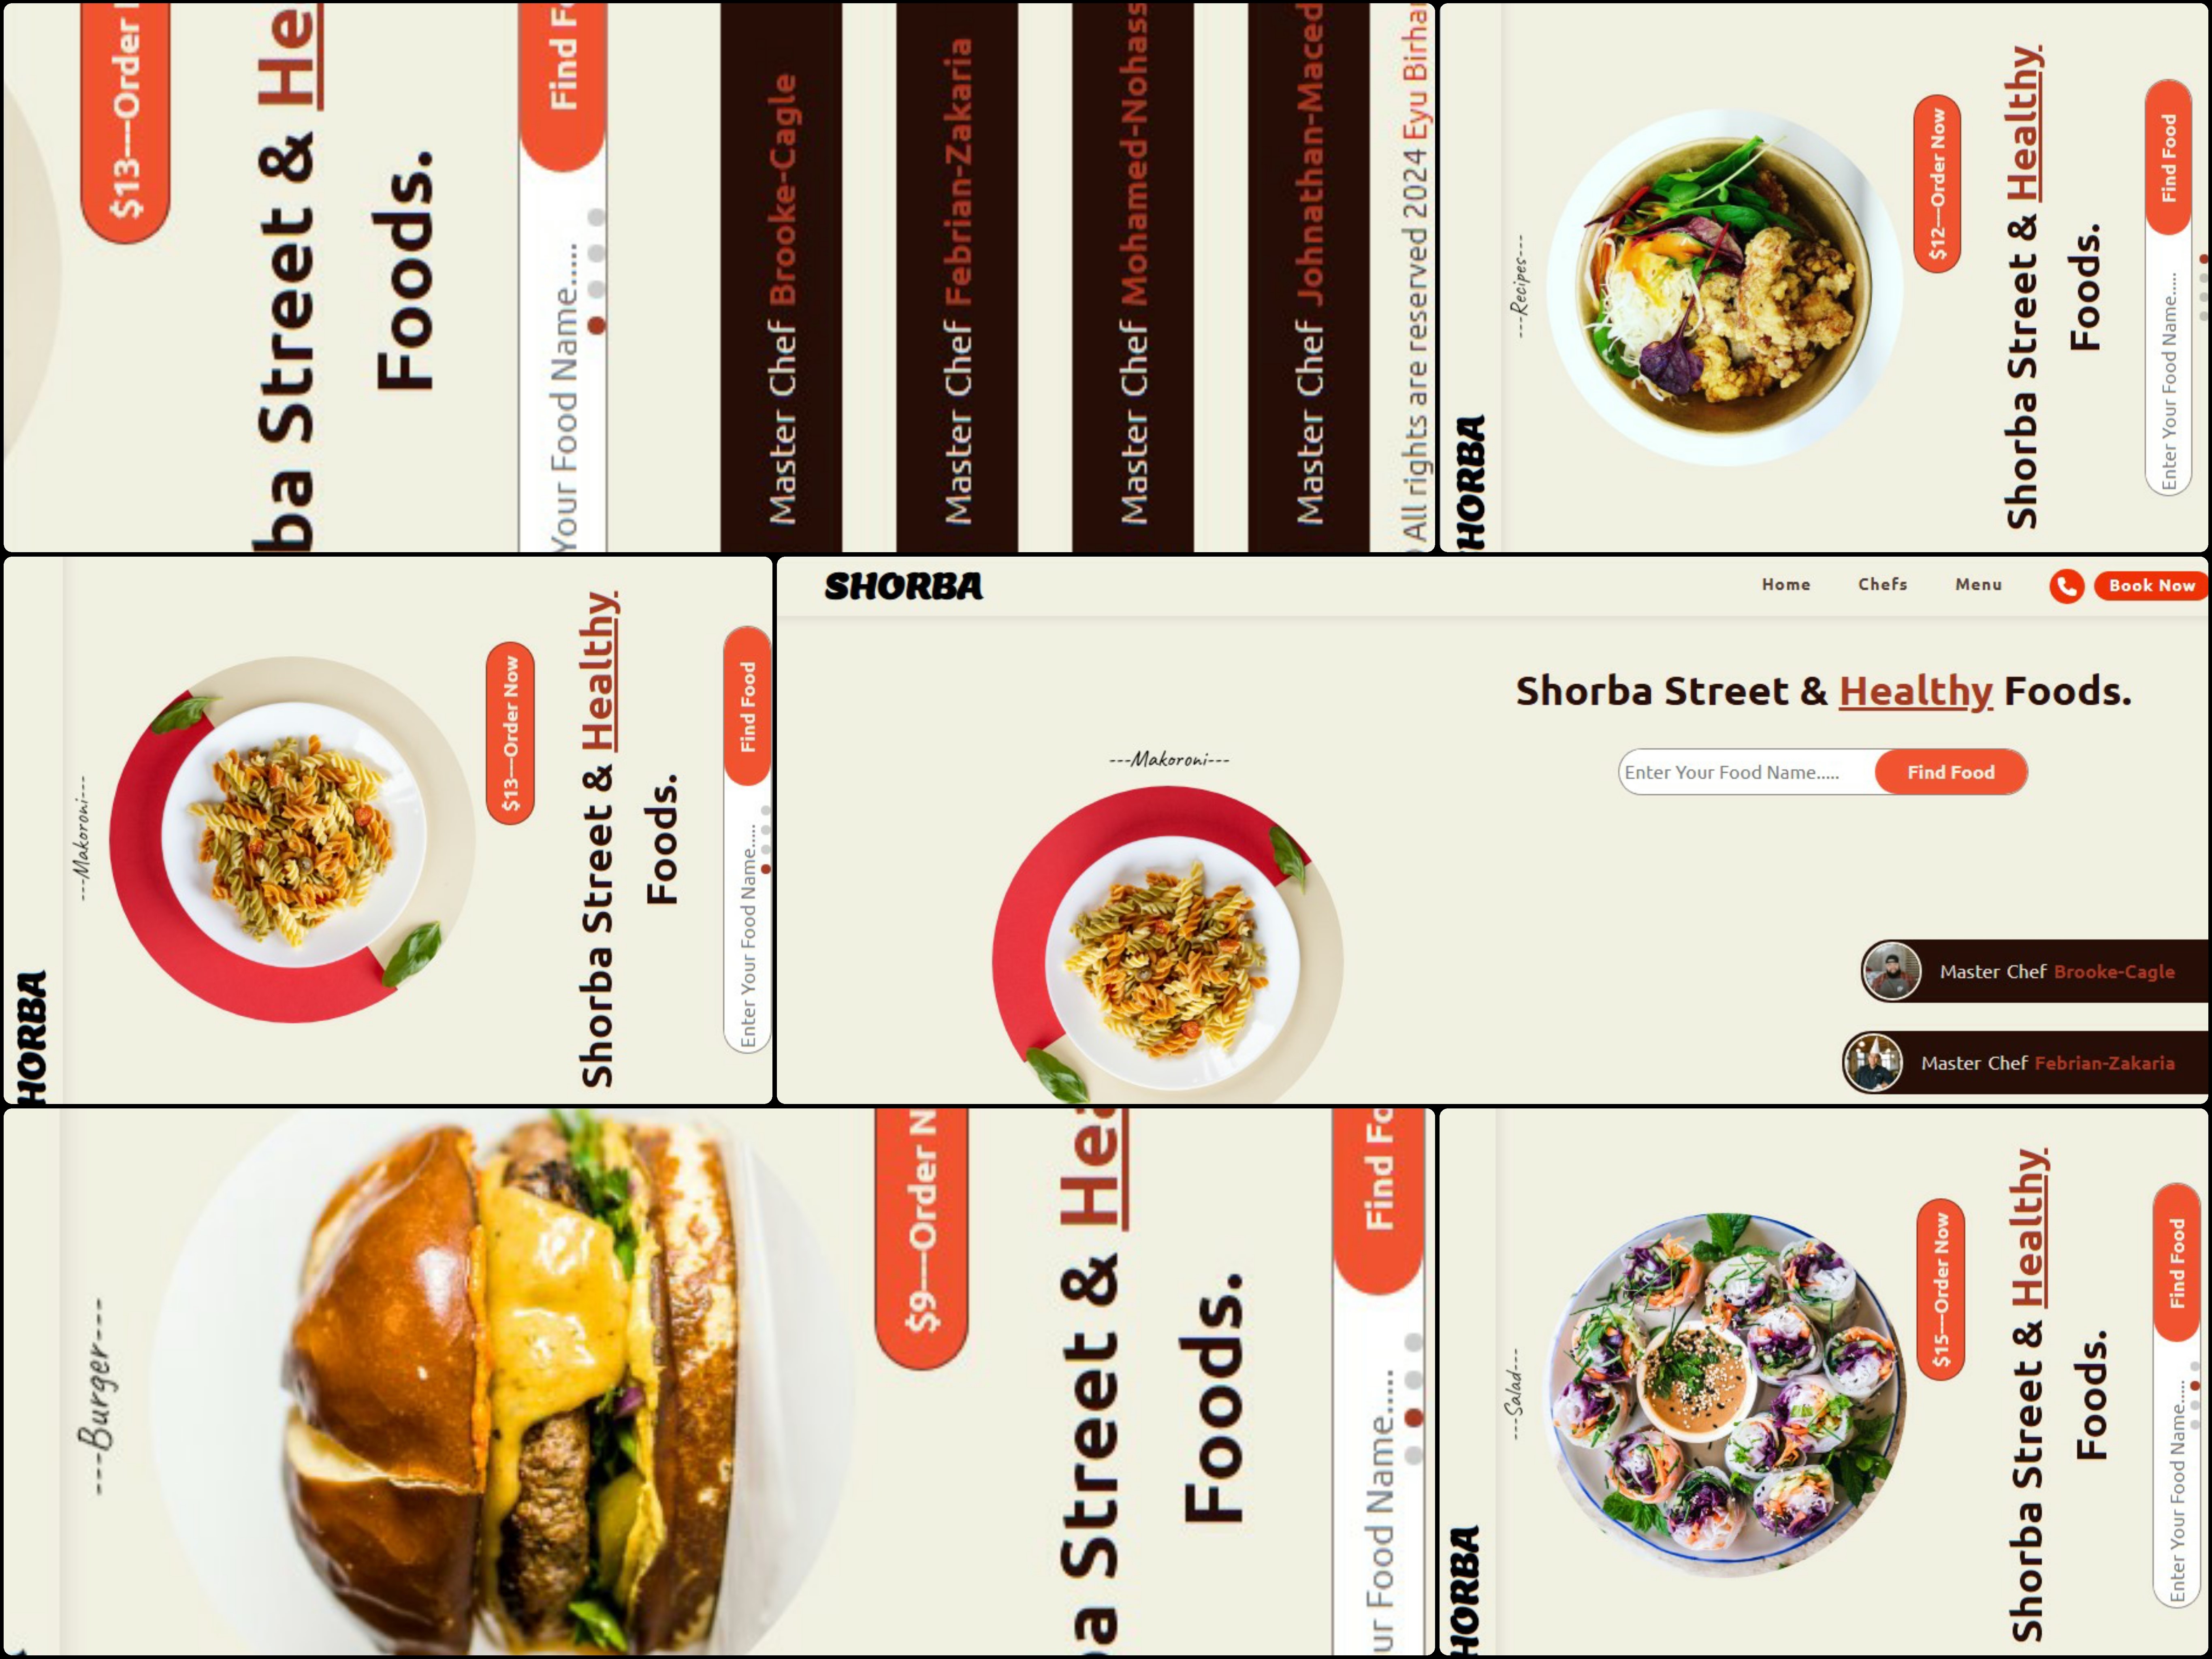 $13---Order
ba Street & He
Foods.
Find Fo
Your Food Name.....
Master Chef Brooke-Cagle
Master Chef Febrian-Zakaria
Master Chef Mohamed-Nohass
Master Chef Johnathan-Maced
All rights are reserved 2024 Eyu Birha
HORBA
---Recipes---
$12---Order Now
Shorba Street & Healthy
Foods.
Enter Your Food Name.....
Find Food
HORBA
---Makoroni---
$13---Order Now
Shorba Street & Healthy
Foods.
Enter Your Food Name.....
Find Food
SHORBA
Home Chefs Menu Book Now
Shorba Street & Healthy Foods.
Enter Your Food Name..... Find Food
---Makoroni---
Master Chef Brooke-Cagle
Master Chef Febrian-Zakaria
---Burger---
$9---Order N
a Street & Hea
Foods.
ur Food Name.....
Find Fo
HORBA
---Salad---
$15---Order Now
Shorba Street & Healthy
Foods.
Enter Your Food Name.....
Find Food